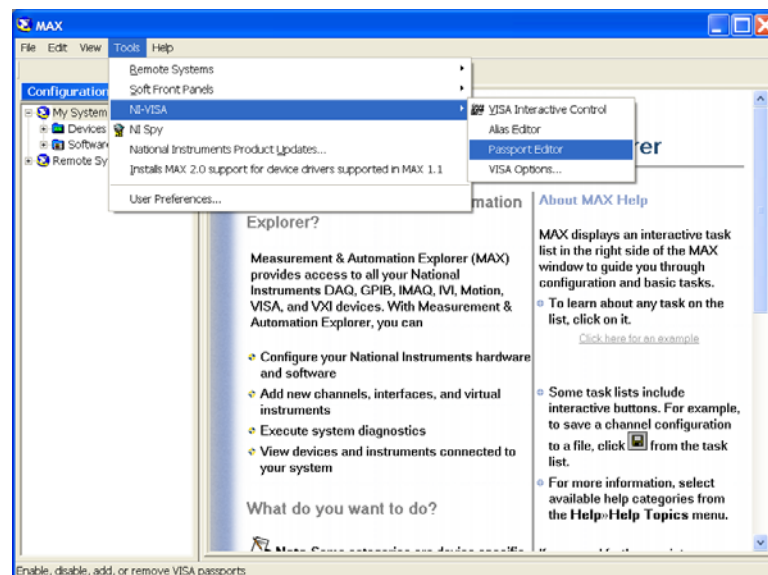 MAX
File Edit View Tools Help
Remote Systems
Soft Front Panels
NI-VISA
NI Spy
National Instruments Product Updates...
Installs MAX 2.0 support for device drivers supported in MAX 1.1
User Preferences...
VISA Interactive Control
Alias Editor
Passport Editor
VISA Options...
Configuration
My System
Devices
Software
Remote Sy
er
mation
Explorer?
Measurement & Automation Explorer (MAX)
provides access to all your National
Instruments DAQ, GPIB, IMAQ, IVI, Motion,
VISA, and VXI devices. With Measurement &
Automation Explorer, you can
Configure your National Instruments hardware
and software
Add new channels, interfaces, and virtual
instruments
Execute system diagnostics
View devices and instruments connected to
your system
What do you want to do?
About MAX Help
MAX displays an interactive task
list in the right side of the MAX
window to guide you through
configuration and basic tasks.
To learn about any task on the
list, click on it.
Click here for an example
Some task lists include
interactive buttons. For example,
to save a channel configuration
to a file, click from the task
list.
For more information, select
available help categories from
the Help»Help Topics menu.
Enable, disable, add, or remove VISA passports